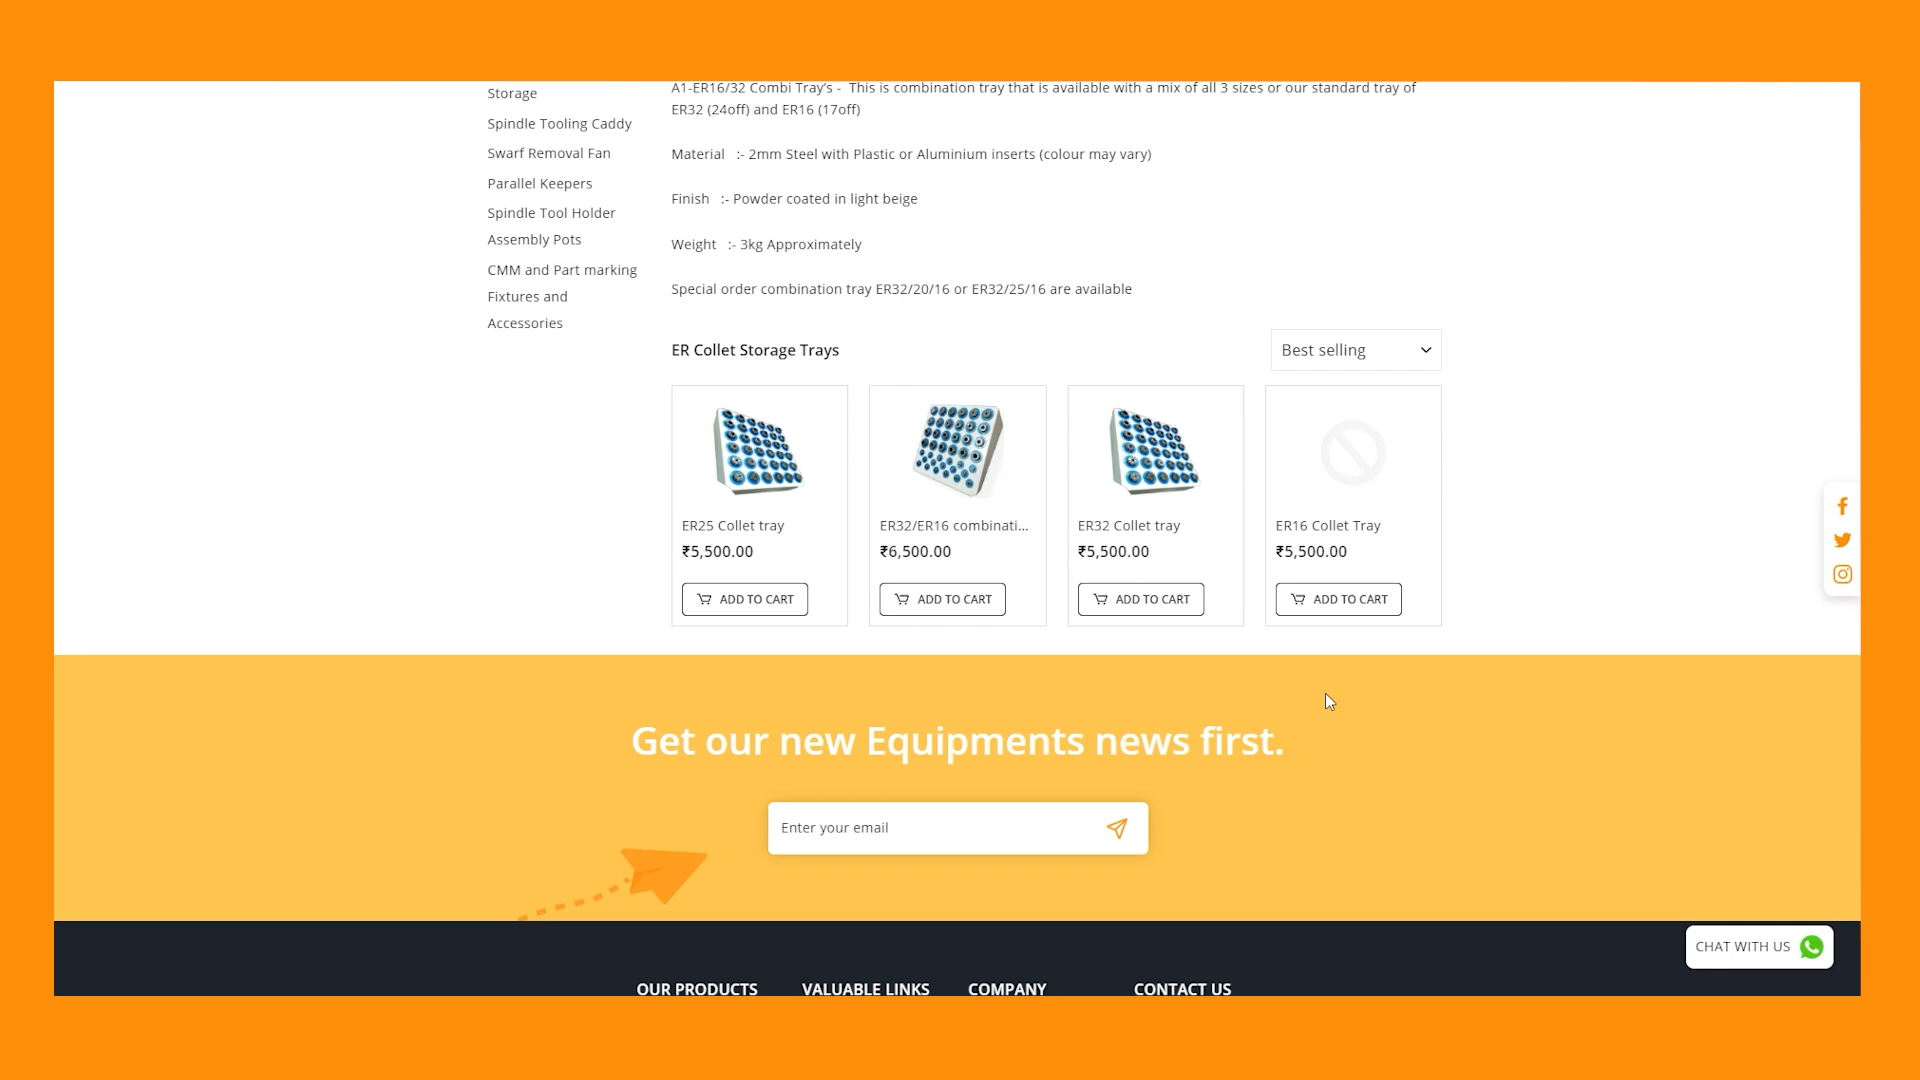 Storage
Spindle Tooling Caddy
Swarf Removal Fan
Parallel Keepers
Spindle Tool Holder
Assembly Pots
CMM and Part marking
Fixtures and
Accessories
A1-ER16/32 Combi Tray's -  This is combination tray that is available with a mix of all 3 sizes or our standard tray of
ER32 (24off) and ER16 (17off)
Material   :- 2mm Steel with Plastic or Aluminium inserts (colour may vary)
Finish   :- Powder coated in light beige
Weight   :- 3kg Approximately
Special order combination tray ER32/20/16 or ER32/25/16 are available
ER Collet Storage Trays
Best selling
ER25 Collet tray
₹5,500.00
ADD TO CART
ER32/ER16 combinati...
₹6,500.00
ADD TO CART
ER32 Collet tray
₹5,500.00
ADD TO CART
ER16 Collet Tray
₹5,500.00
ADD TO CART
Get our new Equipments news first.
Enter your email
CHAT WITH US
OUR PRODUCTS
VALUABLE LINKS
COMPANY
CONTACT US